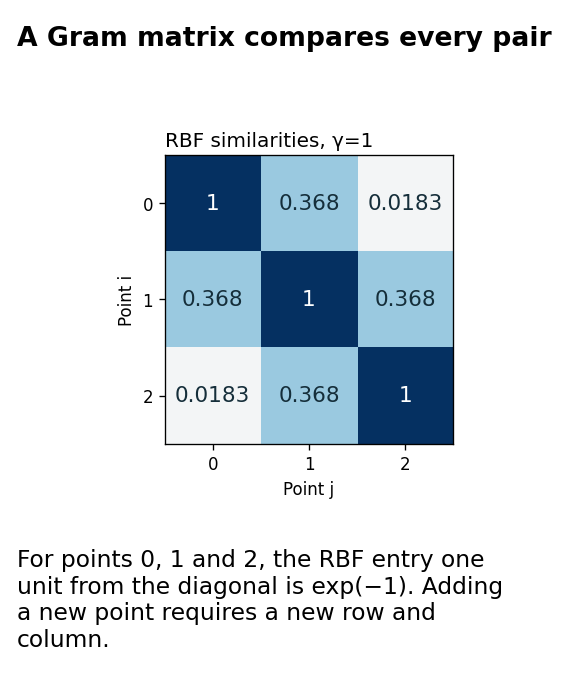 A Gram matrix compares every pair
RBF similarities, γ=1
0
1
0.368
0.0183
Point i
1
0.368
1
0.368
2
0.0183
0.368
1
0
1
2
Point j
For points 0, 1 and 2, the RBF entry one
unit from the diagonal is exp(−1). Adding
a new point requires a new row and
column.